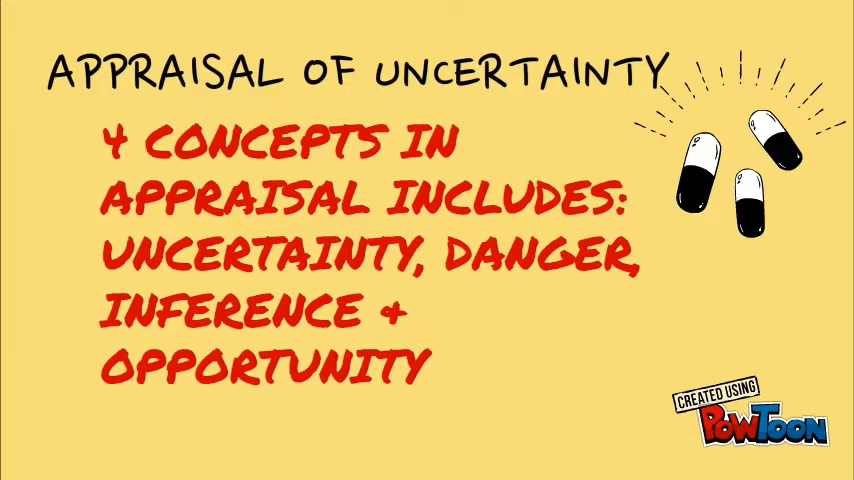 APPRAISAL OF UNCERTAINTY
4 CONCEPTS IN
APPRAISAL INCLUDES:
UNCERTAINTY, DANGER,
INFERENCE &
OPPORTUNITY
CREATED USING
POWTOON